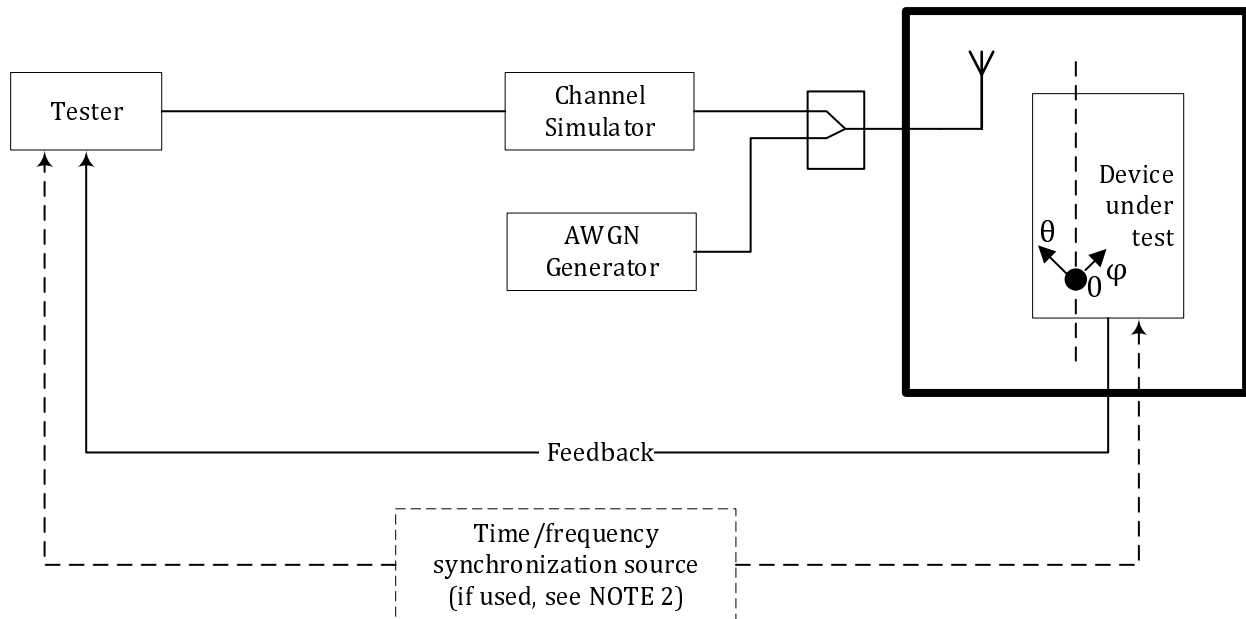 Tester
Channel
Simulator
AWGN
Generator
Device
under
test
θ
φ
0
Feedback
Time/frequency
synchronization source
(if used, see NOTE 2)